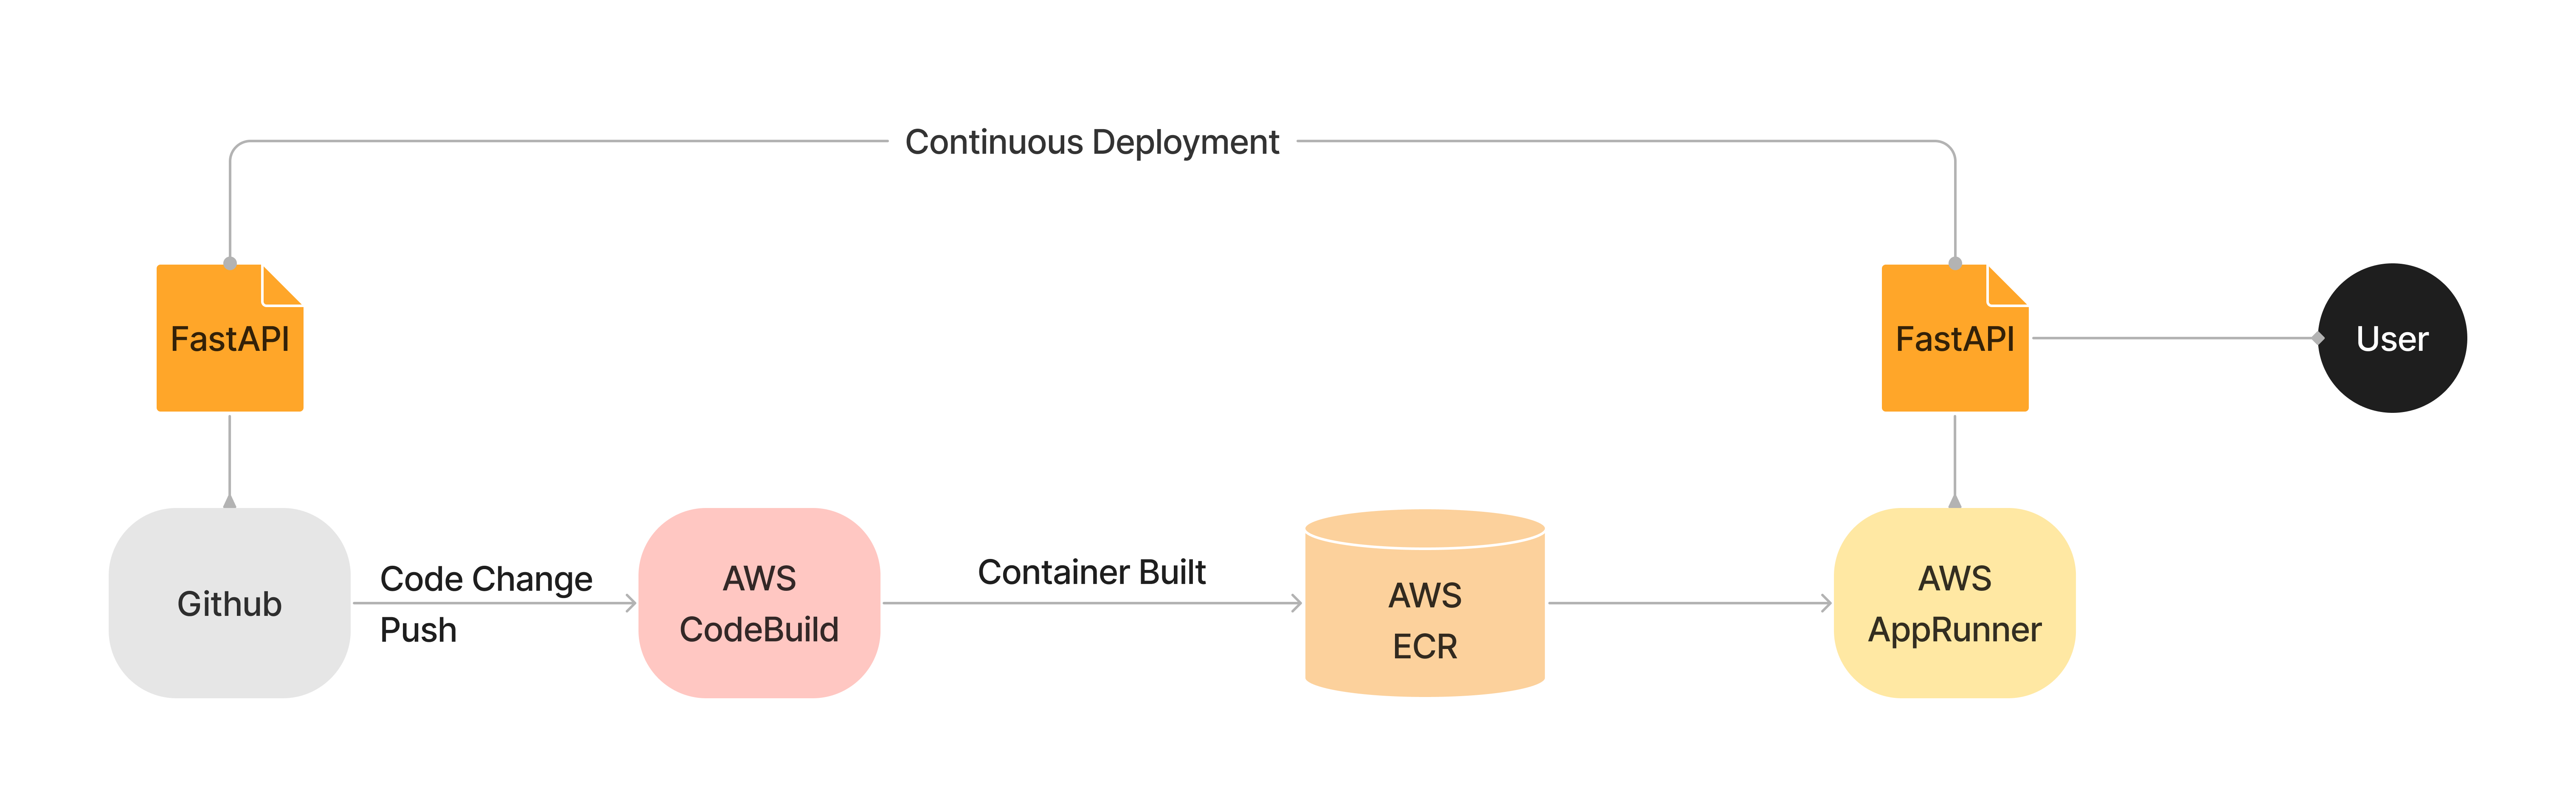 Continuous Deployment
FastAPI
FastAPI
User
Github
Code Change
Push
AWS
CodeBuild
Container Built
AWS
ECR
AWS
AppRunner